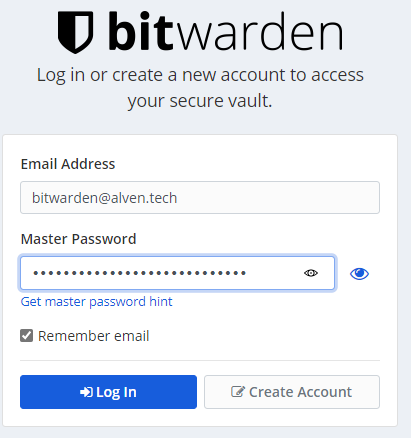 bitwarden
Log in or create a new account to access
your secure vault.
Email Address
bitwarden@alven.tech
Master Password
••••••••••••••••••••••••••••
Get master password hint
Remember email
Log In
Create Account